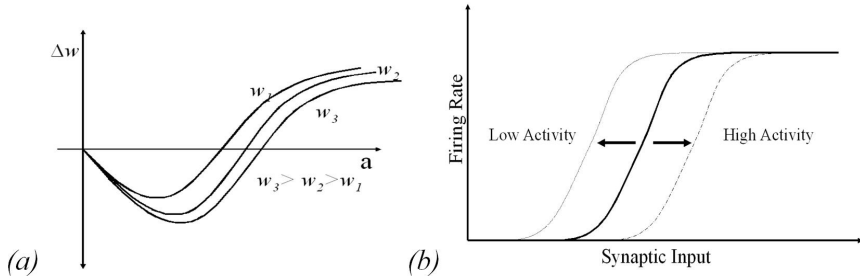 Δw
w1
w2
w3
a
w3 > w2 > w1
(a)
Firing Rate
Low Activity
High Activity
Synaptic Input
(b)